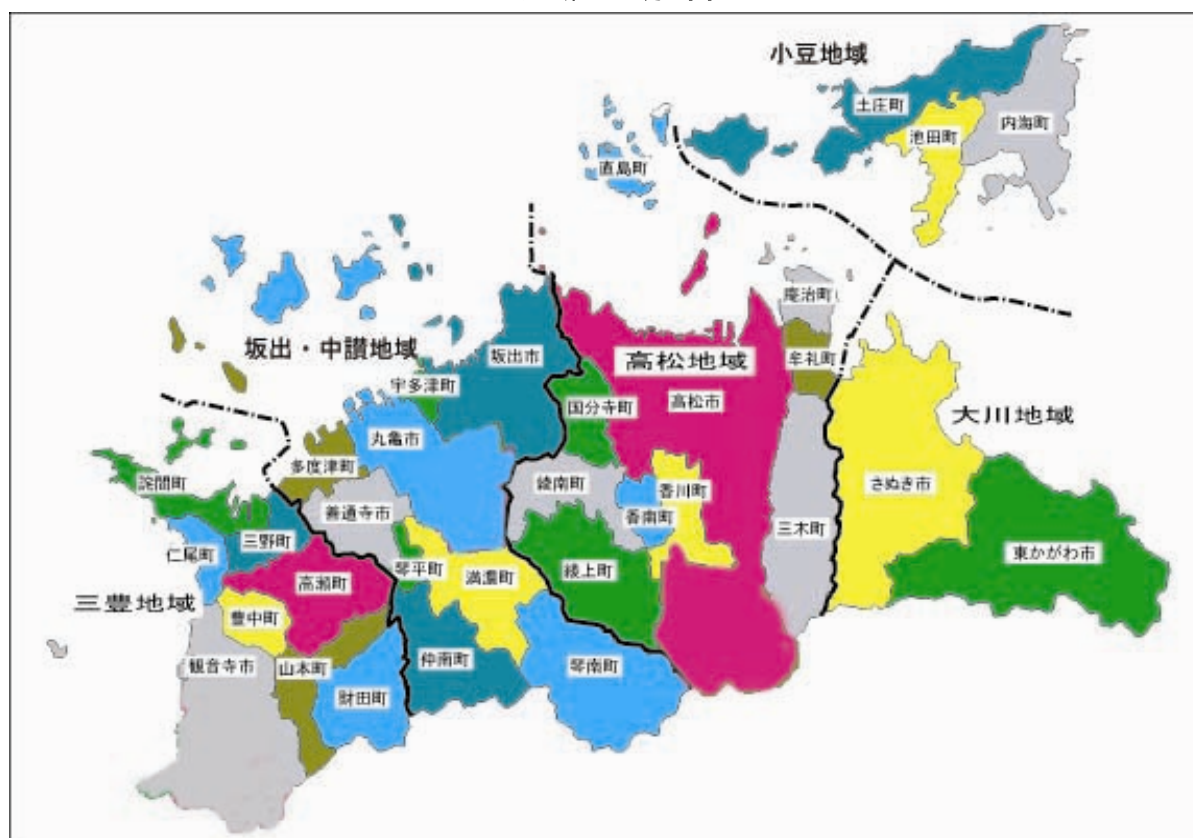 小豆地域
土庄町
池田町
内海町
直島町
庵治町
牟礼町
坂出・中讃地域
坂出市
宇多津町
高松地域
国分寺町
高松市
丸亀市
大川地域
多度津町
詫間町
善通寺市
綾南町
香川町
香南町
さぬき市
三木町
三野町
仁尾町
琴平町
満濃町
綾上町
東かがわ市
高瀬町
三豊地域
豊中町
観音寺市
山本町
仲南町
琴南町
財田町